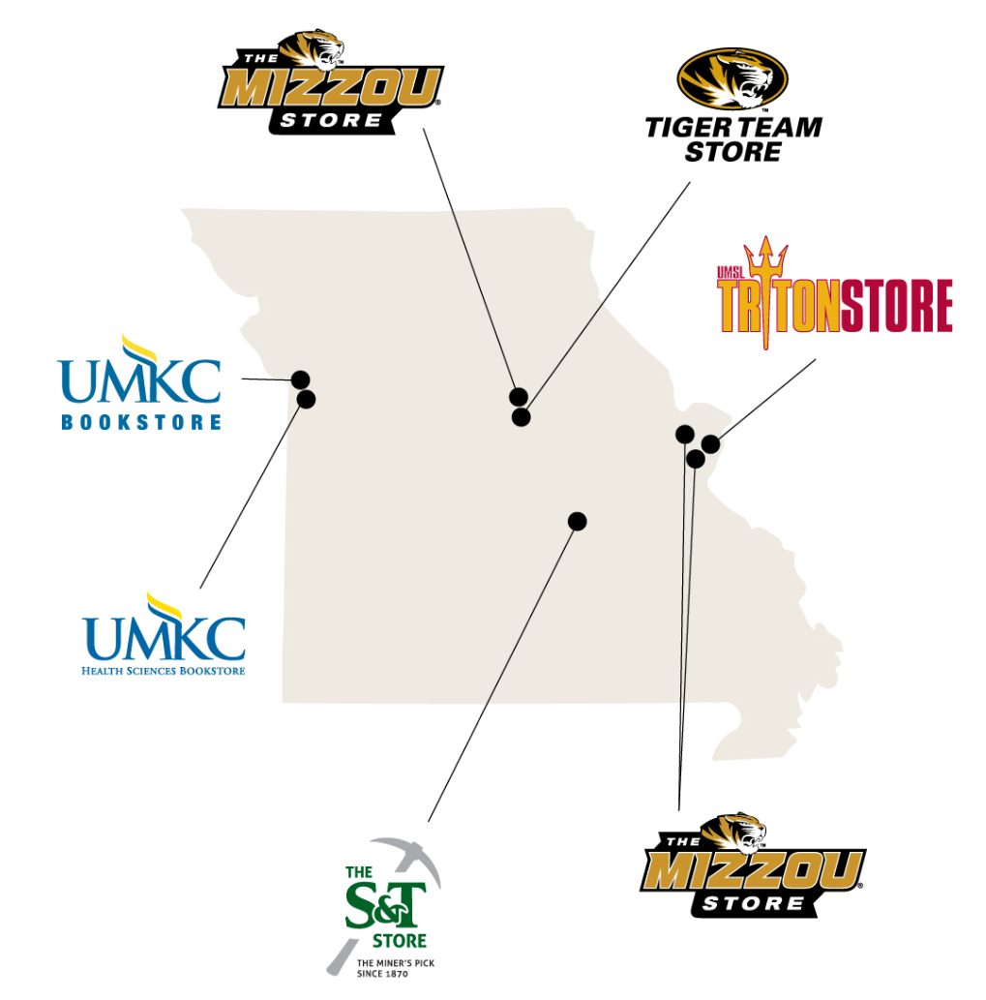 THE
MIZZOU®
STORE
™
TIGER TEAM
STORE
UMSL
TRITONSTORE
UMKC
BOOKSTORE
UMKC
HEALTH SCIENCES BOOKSTORE
THE
S&T
STORE
THE MINER'S PICK
SINCE 1870
THE
MIZZOU®
STORE